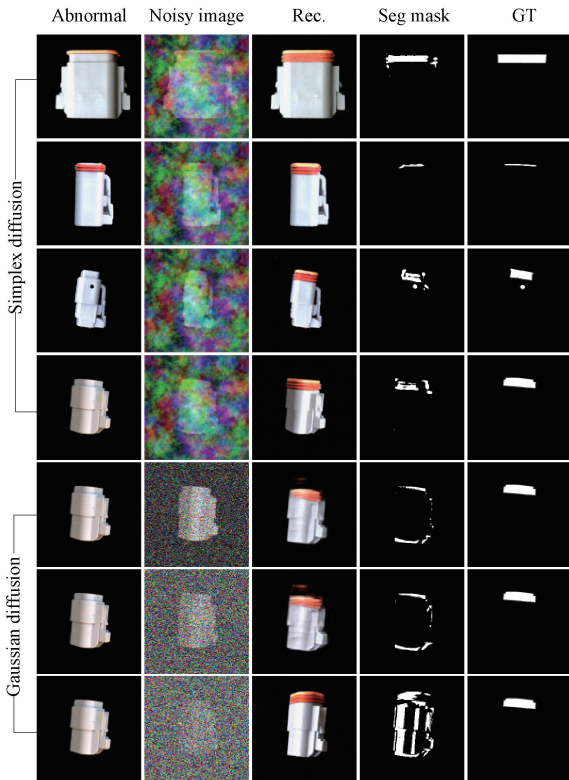 Abnormal Noisy image Rec. Seg mask GT
Simplex diffusion
Gaussian diffusion